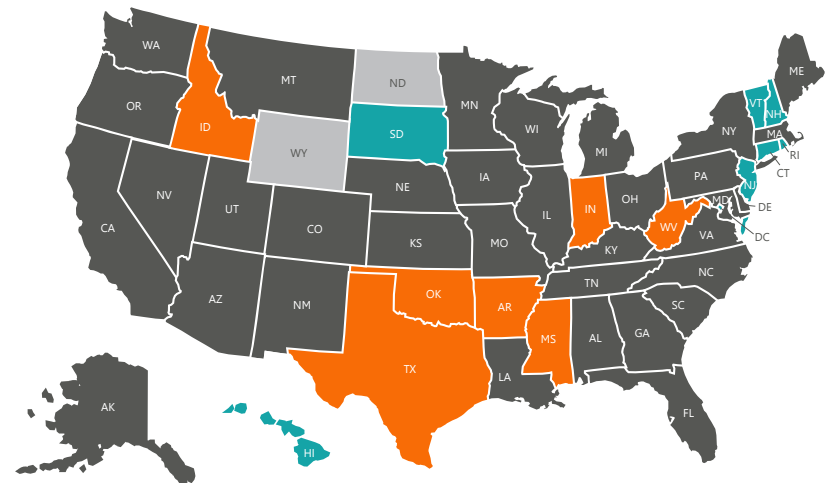 WA
ME
MT
ND
VT
MN
OR
NH
ID
WI
NY
SD
MA
WY
MI
RI
PA
CT
IA
NJ
NE
NV
OH
MD
UT
IN
IL
DE
CO
WV
CA
VA
DC
KS
MO
KY
NC
TN
OK
AZ
NM
AR
SC
GA
MS
AL
TX
LA
AK
FL
HI